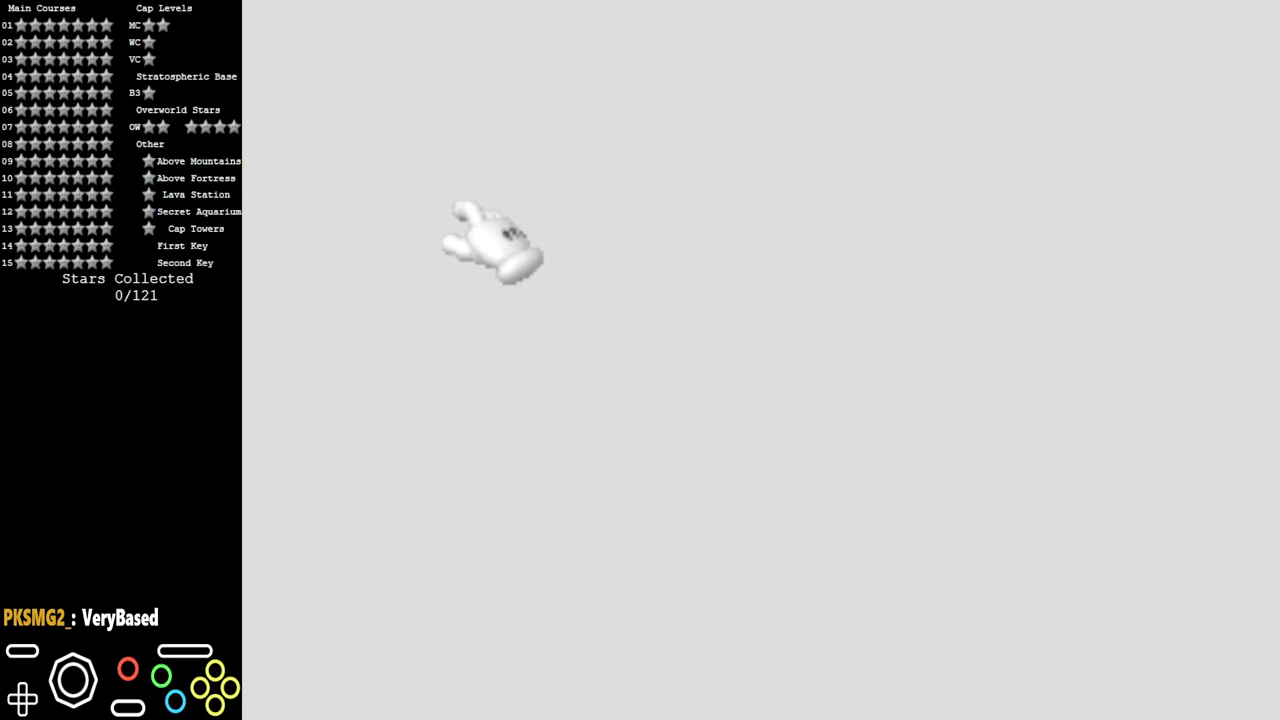 Main Courses
Cap Levels
01
MC
02
WC
03
VC
04
Stratospheric Base
05
B3
06
Overworld Stars
07
OW
08
Other
09
Above Mountains
10
Above Fortress
11
Lava Station
12
Secret Aquarium
13
Cap Towers
14
First Key
15
Second Key
Stars Collected
0/121
PKSMG2_: VeryBased